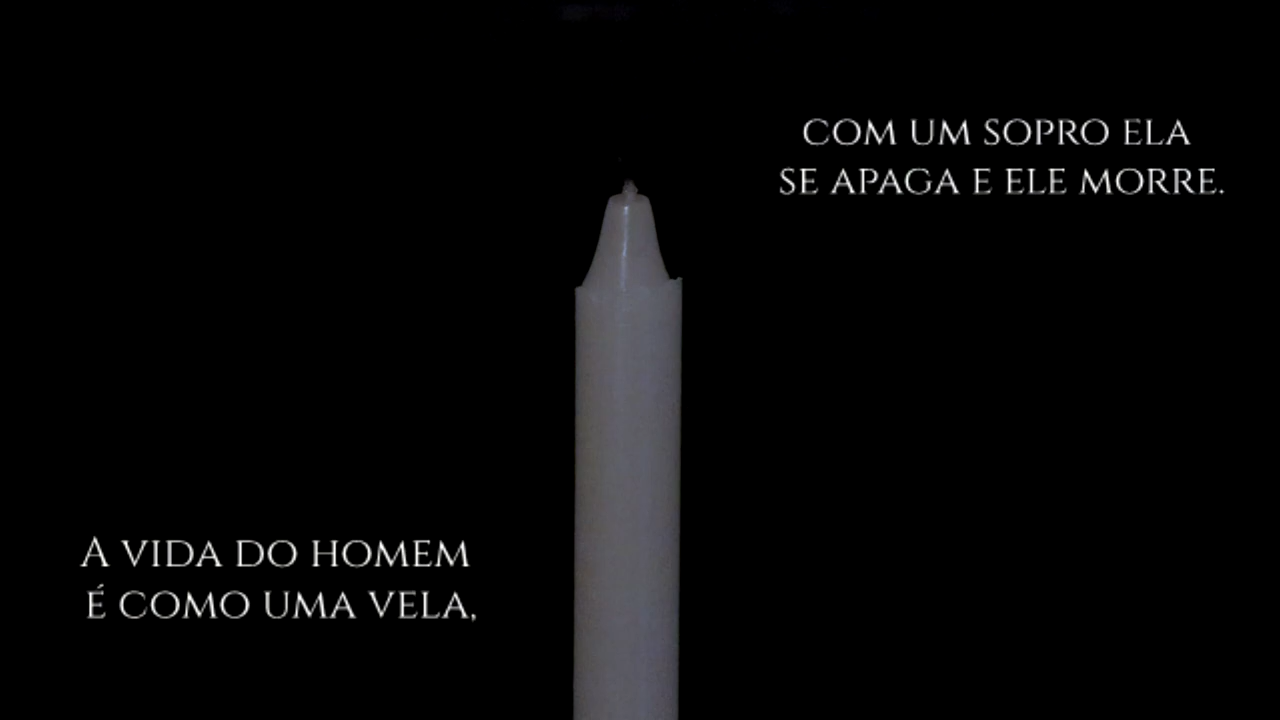 A VIDA DO HOMEM
É COMO UMA VELA,
COM UM SOPRO ELA
SE APAGA E ELE MORRE.